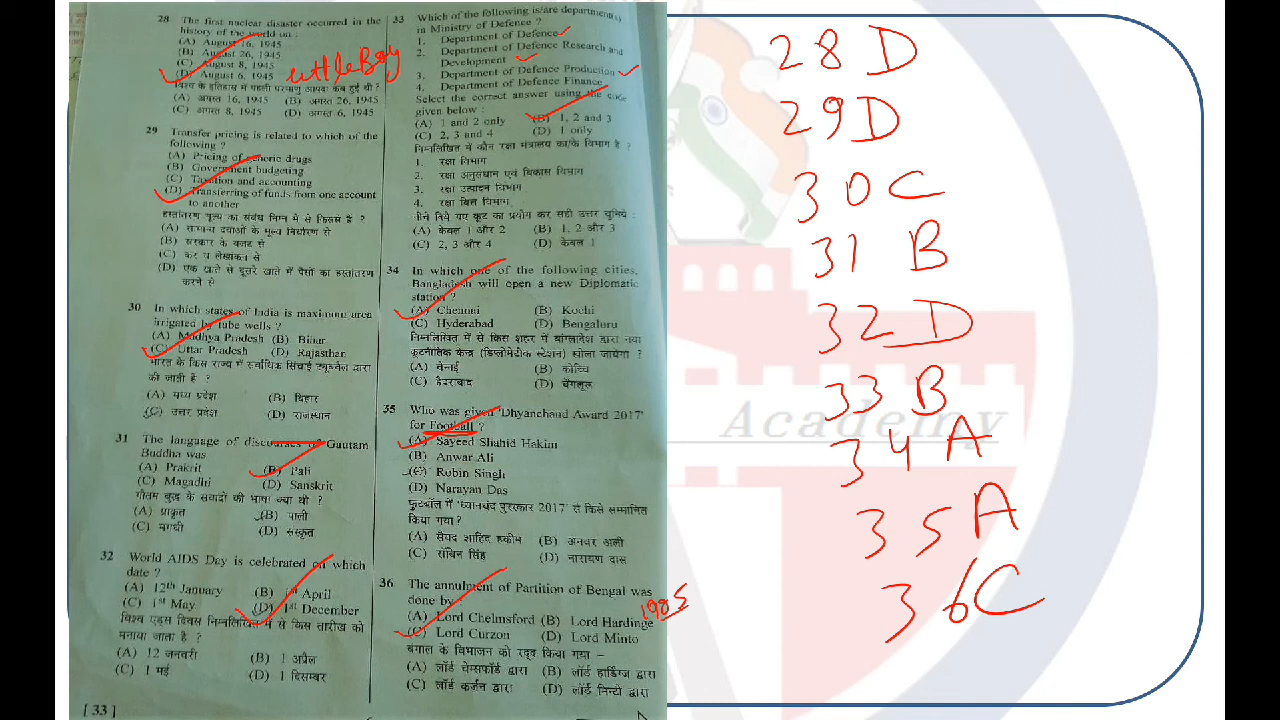 28 The first nuclear disaster occurred in the
history of the world on :
(A) August 16, 1945
(B) August 26, 1945
(C) August 8, 1945
(D) August 6, 1945
Little Boy
विश्व के इतिहास में पहली परमाणु आपदा कब हुई थी ?
(A) अगस्त 16, 1945 (B) अगस्त 26, 1945
(C) अगस्त 8, 1945 (D) अगस्त 6, 1945
29 Transfer pricing is related to which of the
following ?
(A) Pricing of generic drugs
(B) Government budgeting
(C) Taxation and accounting
(D) Transferring of funds from one account
to another
हस्तांतरण मूल्य का संबंध निम्न में से किससे है ?
(A) सामान्य दवाओं के मूल्य निर्धारण से
(B) सरकार के बजट से
(C) कर व लेखांकन से
(D) एक खाते से दूसरे खाते में पैसों का हस्तांतरण
करने से
30 In which states of India is maximum area
irrigated by tube wells ?
(A) Madhya Pradesh (B) Bihar
(C) Uttar Pradesh (D) Rajasthan
भारत के किस राज्य में सर्वाधिक सिंचाई ट्यूबवैल द्वारा
की जाती है ?
(A) मध्य प्रदेश (B) बिहार
(C) उत्तर प्रदेश (D) राजस्थान
31 The language of discourses of Gautam
Buddha was
(A) Prakrit (B) Pali
(C) Magadhi (D) Sanskrit
गौतम बुद्ध के संवादों की भाषा क्या थी ?
(A) प्राकृत (B) पाली
(C) मगधी (D) संस्कृत
32 World AIDS Day is celebrated on which
date ?
(A) 12th January (B) 1st April
(C) 1st May (D) 1st December
विश्व एड्स दिवस निम्नलिखित में से किस तारीख को
मनाया जाता है ?
(A) 12 जनवरी (B) 1 अप्रैल
(C) 1 मई (D) 1 दिसम्बर
[ 33 ]
33 Which of the following is/are department(s)
in Ministry of Defence ?
1. Department of Defence
2. Department of Defence Research and
Development
3. Department of Defence Production
4. Department of Defence Finance
Select the correct answer using the code
given below :
(A) 1 and 2 only (B) 1, 2 and 3
(C) 2, 3 and 4 (D) 1 only
निम्नलिखित में कौन रक्षा मंत्रालय का/के विभाग है ?
1. रक्षा विभाग
2. रक्षा अनुसंधान एवं विकास विभाग
3. रक्षा उत्पादन विभाग
4. रक्षा वित्त विभाग
नीचे दिये गए कूट का प्रयोग कर सही उत्तर चुनिये :
(A) केवल 1 और 2 (B) 1, 2 और 3
(C) 2, 3 और 4 (D) केवल 1
34 In which one of the following cities,
Bangladesh will open a new Diplomatic
station ?
(A) Chennai (B) Kochi
(C) Hyderabad (D) Bengaluru
निम्नलिखित में से किस शहर में बांग्लादेश द्वारा नया
कूटनीतिक केन्द्र (डिप्लोमेटीक स्टेशन) खोला जायेगा ?
(A) चेन्नई (B) कोच्चि
(C) हैदराबाद (D) बेंगलूरू
35 Who was given 'Dhyanchand Award 2017'
for Football ?
(A) Sayeed Shahid Hakim
(B) Anwar Ali
(C) Robin Singh
(D) Narayan Das
फुटबॉल में 'ध्यानचंद पुरस्कार 2017' से किसे सम्मानित
किया गया ?
(A) सैयद शाहिद हकीम (B) अनवर अली
(C) रॉबिन सिंह (D) नारायण दास
36 The annulment of Partition of Bengal was
done by
(A) Lord Chelmsford (B) Lord Hardinge
1905
(C) Lord Curzon (D) Lord Minto
बंगाल के विभाजन को रद्द किया गया –
(A) लॉर्ड चेम्सफॉर्ड द्वारा (B) लॉर्ड हार्डिंग्ज द्वारा
(C) लॉर्ड कर्जन द्वारा (D) लॉर्ड मिन्टो द्वारा
28 D
29 D
30 C
31 B
32 D
33 B
34 A
35 A
36 C
Academy